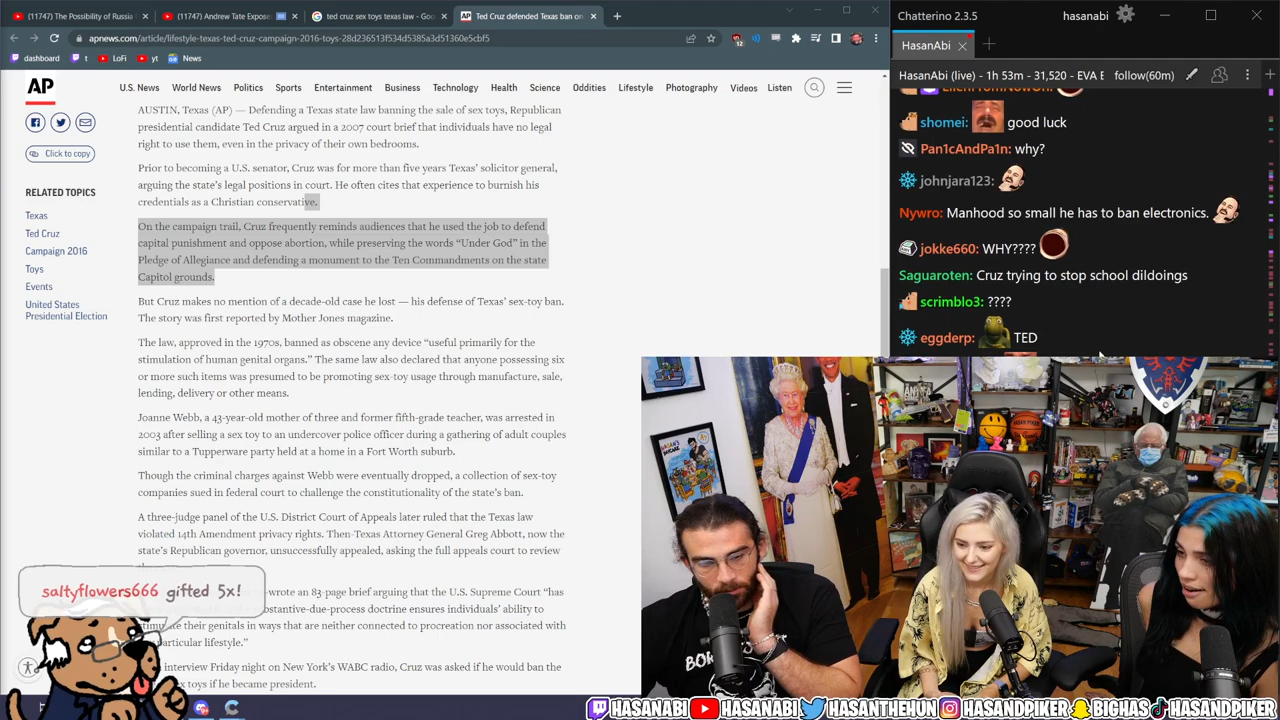 (11747) The Possibility of Russia
(11747) Andrew Tate Expose
ted cruz sex toys texas law - Goo
Ted Cruz defended Texas ban on
apnews.com/article/lifestyle-texas-ted-cruz-campaign-2016-toys-28d236513f534d5385a3d51360e5cbf5
12
dashboard
t
LoFi
yt
News
AP
U.S. News
World News
Politics
Sports
Entertainment
Business
Technology
Health
Science
Oddities
Lifestyle
Photography
Videos
Listen
Click to copy
RELATED TOPICS
Texas
Ted Cruz
Campaign 2016
Toys
Events
United States
Presidential Election
AUSTIN, Texas (AP) — Defending a Texas state law banning the sale of sex toys, Republican
presidential candidate Ted Cruz argued in a 2007 court brief that individuals have no legal
right to use them, even in the privacy of their own bedrooms.
Prior to becoming a U.S. senator, Cruz was for more than five years Texas' solicitor general,
arguing the state's legal positions in court. He often cites that experience to burnish his
credentials as a Christian conservative.
On the campaign trail, Cruz frequently reminds audiences that he used the job to defend
capital punishment and oppose abortion, while preserving the words “Under God” in the
Pledge of Allegiance and defending a monument to the Ten Commandments on the state
Capitol grounds.
But Cruz makes no mention of a decade-old case he lost — his defense of Texas' sex-toy ban.
The story was first reported by Mother Jones magazine.
The law, approved in the 1970s, banned as obscene any device “useful primarily for the
stimulation of human genital organs.” The same law also declared that anyone possessing six
or more such items was presumed to be promoting sex-toy usage through manufacture, sale,
lending, delivery or other means.
Joanne Webb, a 43-year-old mother of three and former fifth-grade teacher, was arrested in
2003 after selling a sex toy to an undercover police officer during a gathering of adult couples
similar to a Tupperware party held at a home in a Fort Worth suburb.
Though the criminal charges against Webb were eventually dropped, a collection of sex-toy
companies sued in federal court to challenge the constitutionality of the state's ban.
A three-judge panel of the U.S. District Court of Appeals later ruled that the Texas law
violated 14th Amendment privacy rights. Then-Texas Attorney General Greg Abbott, now the
state's Republican governor, unsuccessfully appealed, asking the full appeals court to review
wrote an 83-page brief arguing that the U.S. Supreme Court “has
substantive-due-process doctrine ensures individuals' ability to
stimulate their genitals in ways that are neither connected to procreation nor associated with
particular lifestyle.”
interview Friday night on New York's WABC radio, Cruz was asked if he would ban the
sex toys if he became president.
saltyflowers666 gifted 5x!
Chatterino 2.3.5
hasanabi
HasanAbi
HasanAbi (live) - 1h 53m - 31,520 - EVA E
follow(60m)
shomei: good luck
Pan1cAndPa1n: why?
johnjara123:
Nywro: Manhood so small he has to ban electronics.
jokke660: WHY????
Saguaroten: Cruz trying to stop school dildoings
scrimblo3: ????
eggderp: TED
HASANABI
HASANABI
HASANTHEHUN
HASANDPIKER
BIGHAS
HASANDPIKER